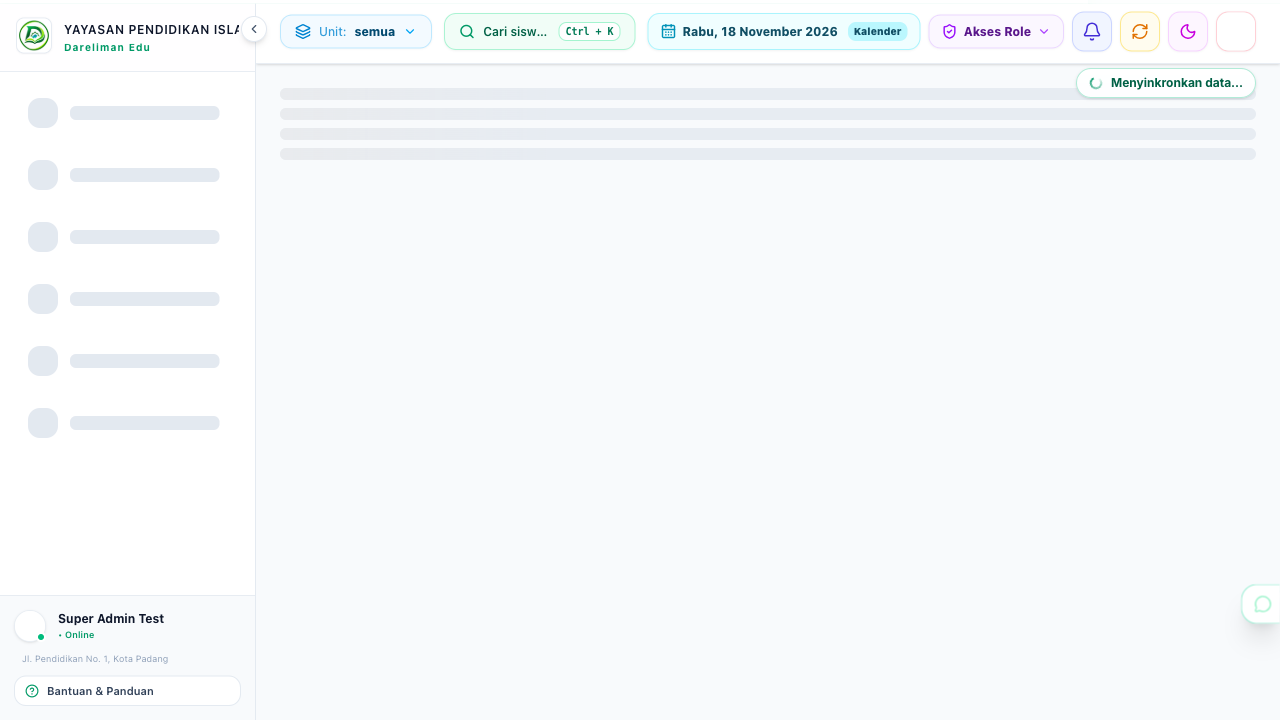 YAYASAN PENDIDIKAN ISLA
Dareliman Edu
Unit: semua
Cari sisw... Ctrl + K
Rabu, 18 November 2026 Kalender
Akses Role
Menyinkronkan data...
Super Admin Test
• Online
Jl. Pendidikan No. 1, Kota Padang
Bantuan & Panduan